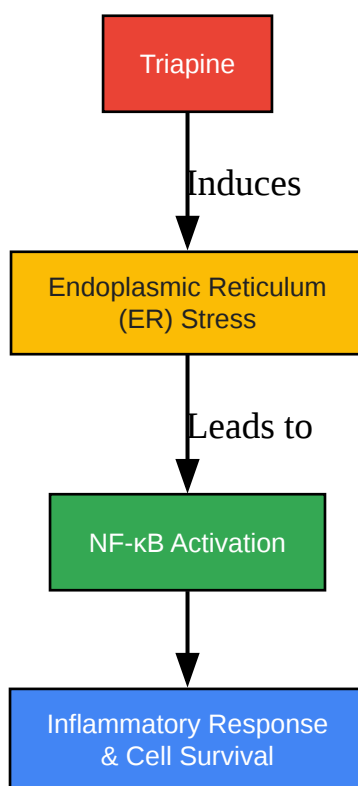 Triapine
Induces
Endoplasmic Reticulum
(ER) Stress
Leads to
NF-κB Activation
Inflammatory Response
& Cell Survival